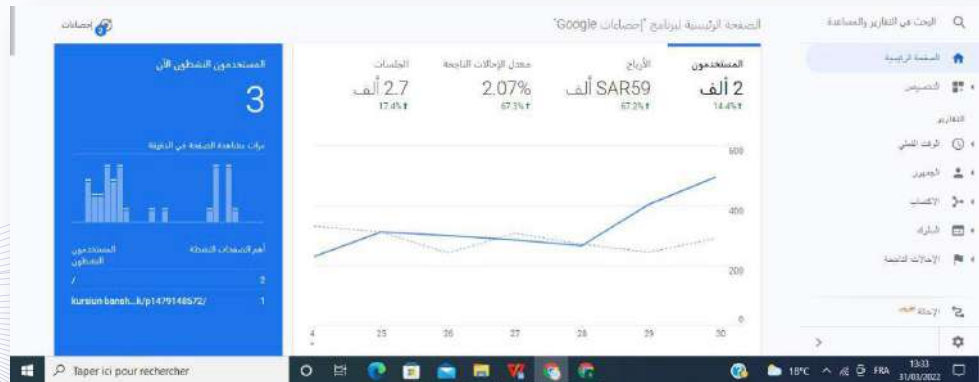 البحث في التقارير والمساعدة
الصفحة الرئيسية
التخصيص
التقارير
الوقت الفعلي
الجمهور
الاكتساب
السلوك
الإحالات الناجحة
الإحالة
الصفحة الرئيسية لبرنامج "إحصاءات Google"
إحصاءات
2
المستخدمون
2 ألف
14.4%
الأرباح
SAR59 ألف
67.2%
معدل الإحالات الناجحة
2.07%
67.3%
الجلسات
2.7 ألف
17.4%
600
400
200
0
4 25 26 27 28 29 30
المستخدمون النشطون الآن
3
مرات مشاهدة الصفحة في الدقيقة
أهم الصفحات النشطة
المستخدمون النشطون
/ 2
kursiun-bansh...k/p1479148572/ 1
Taper ici pour rechercher
18°C
FRA
13:33
31/03/2022